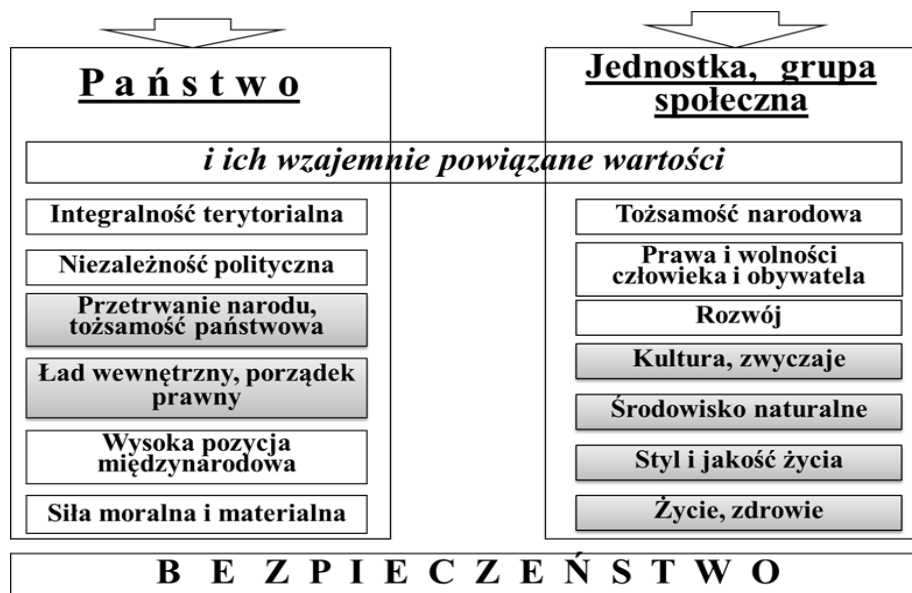 P a ń s t w o
Jednostka, grupa
społeczna
i ich wzajemnie powiązane wartości
Integralność terytorialna
Niezależność polityczna
Przetrwanie narodu,
tożsamość państwowa
Ład wewnętrzny, porządek
prawny
Wysoka pozycja
międzynarodowa
Siła moralna i materialna
Tożsamość narodowa
Prawa i wolności
człowieka i obywatela
Rozwój
Kultura, zwyczaje
Środowisko naturalne
Styl i jakość życia
Życie, zdrowie
B E Z P I E C Z E Ń S T W O